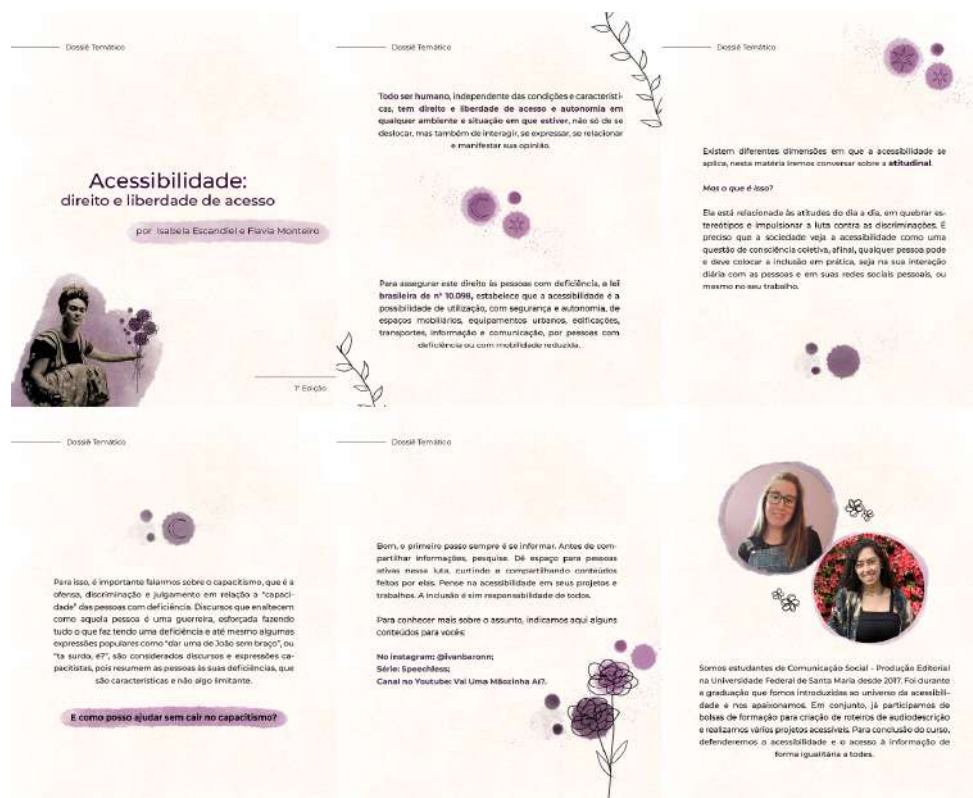 Dossiê Temático
Acessibilidade:
direito e liberdade de acesso
por Isabela Escandiel e Flavia Monteiro
1ª Edição
Dossiê Temático
Todo ser humano, independente das condições e característi-
cas, tem direito e liberdade de acesso e autonomia em
qualquer ambiente e situação em que estiver, não só de se
deslocar, mas também de interagir, se expressar, se relacionar
e manifestar sua opinião.
Para assegurar este direito às pessoas com deficiência, a lei
brasileira de nº 10.098, estabelece que a acessibilidade é a
possibilidade de utilização, com segurança e autonomia, de
espaços mobiliários, equipamentos urbanos, edificações,
transportes, informação e comunicação, por pessoas com
deficiência ou com mobilidade reduzida.
Dossiê Temático
Existem diferentes dimensões em que a acessibilidade se
aplica, nesta matéria iremos conversar sobre a atitudinal.
Mas o que é isso?
Ela está relacionada às atitudes do dia a dia, em quebrar es-
tereótipos e impulsionar a luta contra as discriminações. É
preciso que a sociedade veja a acessibilidade como uma
questão de consciência coletiva, afinal, qualquer pessoa pode
e deve colocar a inclusão em prática, seja na sua interação
diária com as pessoas e em suas redes sociais pessoais, ou
mesmo no seu trabalho.
Dossiê Temático
Para isso, é importante falarmos sobre o capacitismo, que é a
ofensa, discriminação e julgamento em relação a "capaci-
dade" das pessoas com deficiência. Discursos que enaltecem
como aquela pessoa é uma guerreira, esforçada fazendo
tudo o que faz tendo uma deficiência e até mesmo algumas
expressões populares como "dar uma de João sem braço", ou
"ta surdo, é?", são considerados discursos e expressões ca-
pacitistas, pois resumem as pessoas às suas deficiências, que
são características e não algo limitante.
E como posso ajudar sem cair no capacitismo?
Dossiê Temático
Bom, o primeiro passo sempre é se informar. Antes de com-
partilhar informações, pesquise. Dê espaço para pessoas
ativas nessa luta, curtindo e compartilhando conteúdos
feitos por elas. Pense na acessibilidade em seus projetos e
trabalhos. A inclusão é sim responsabilidade de todos.
Para conhecer mais sobre o assunto, indicamos aqui alguns
conteúdos para vocês:
No instagram: @ivanbaronn;
Série: Speechless;
Canal no Youtube: Vai Uma Mãozinha Aí?.
Somos estudantes de Comunicação Social - Produção Editorial
na Universidade Federal de Santa Maria desde 2017. Foi durante
a graduação que fomos introduzidas ao universo da acessibili-
dade e nos apaixonamos. Em conjunto, já participamos de
bolsas de formação para criação de roteiros de audiodescrição
e realizamos vários projetos acessíveis. Para conclusão do curso,
defenderemos a acessibilidade e o acesso à informação de
forma igualitária a todes.